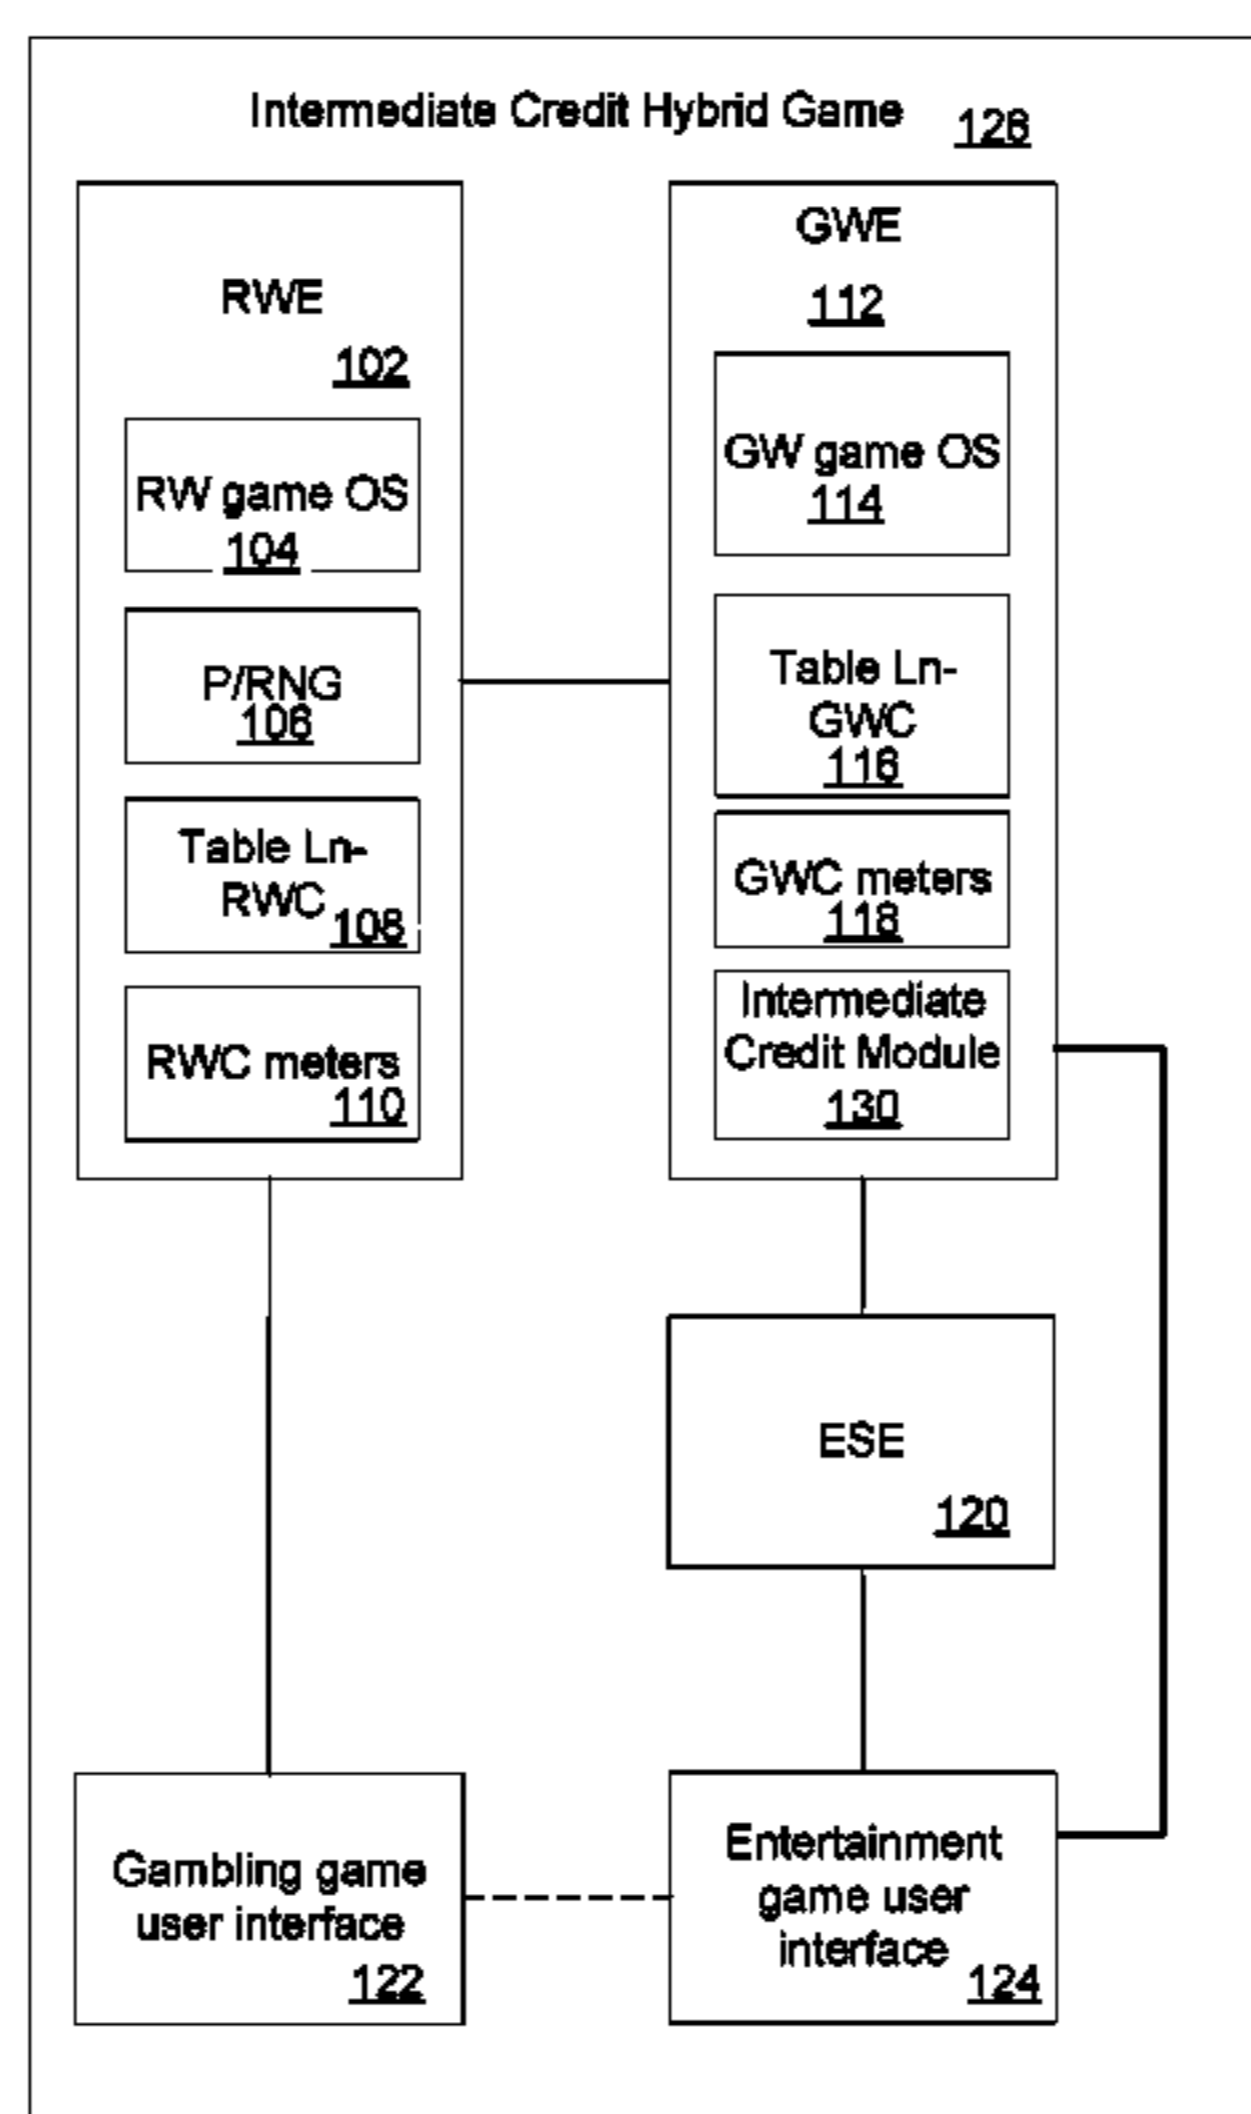 Intermediate Credit Hybrid Game 126
RWE
102
RW game OS
104
P/RNG
106
Table Ln-
RWC
108
RWC meters
110
GWE
112
GW game OS
114
Table Ln-
GWC
116
GWC meters
118
Intermediate
Credit Module
130
ESE
120
Gambling game
user interface
122
Entertainment
game user
interface
124